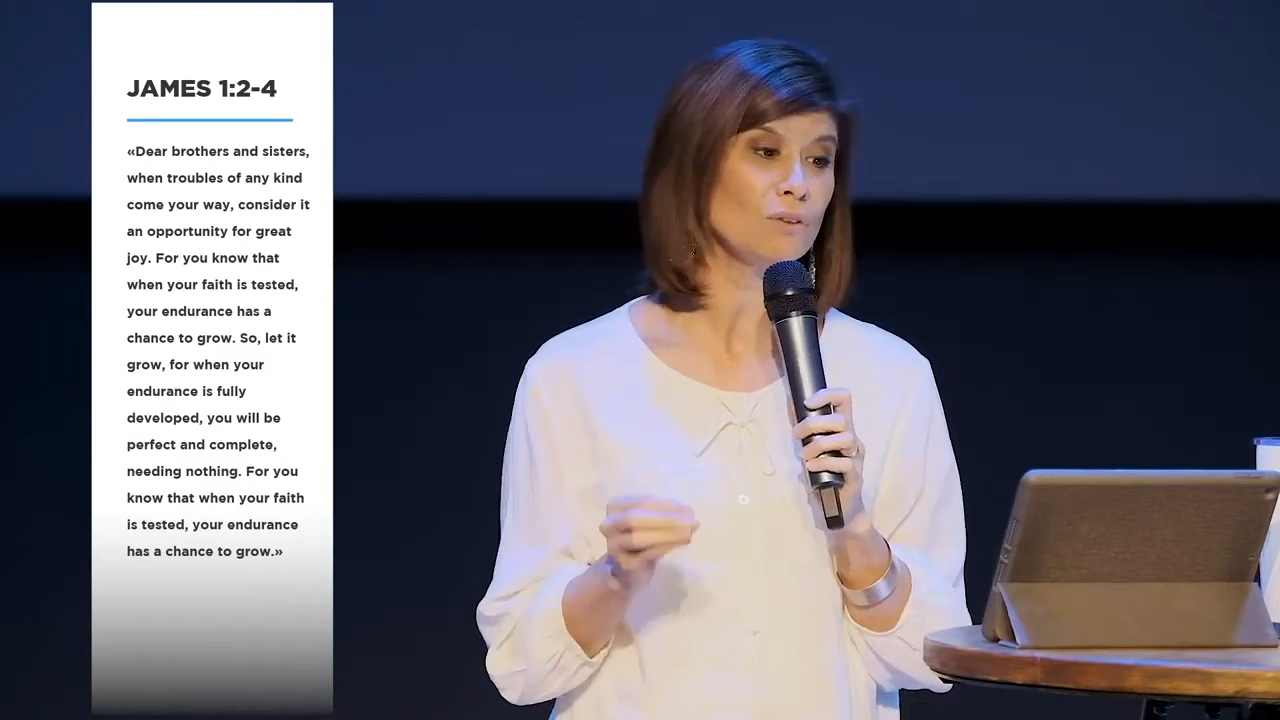 JAMES 1:2-4
«Dear brothers and sisters,
when troubles of any kind
come your way, consider it
an opportunity for great
joy. For you know that
when your faith is tested,
your endurance has a
chance to grow. So, let it
grow, for when your
endurance is fully
developed, you will be
perfect and complete,
needing nothing. For you
know that when your faith
is tested, your endurance
has a chance to grow.»